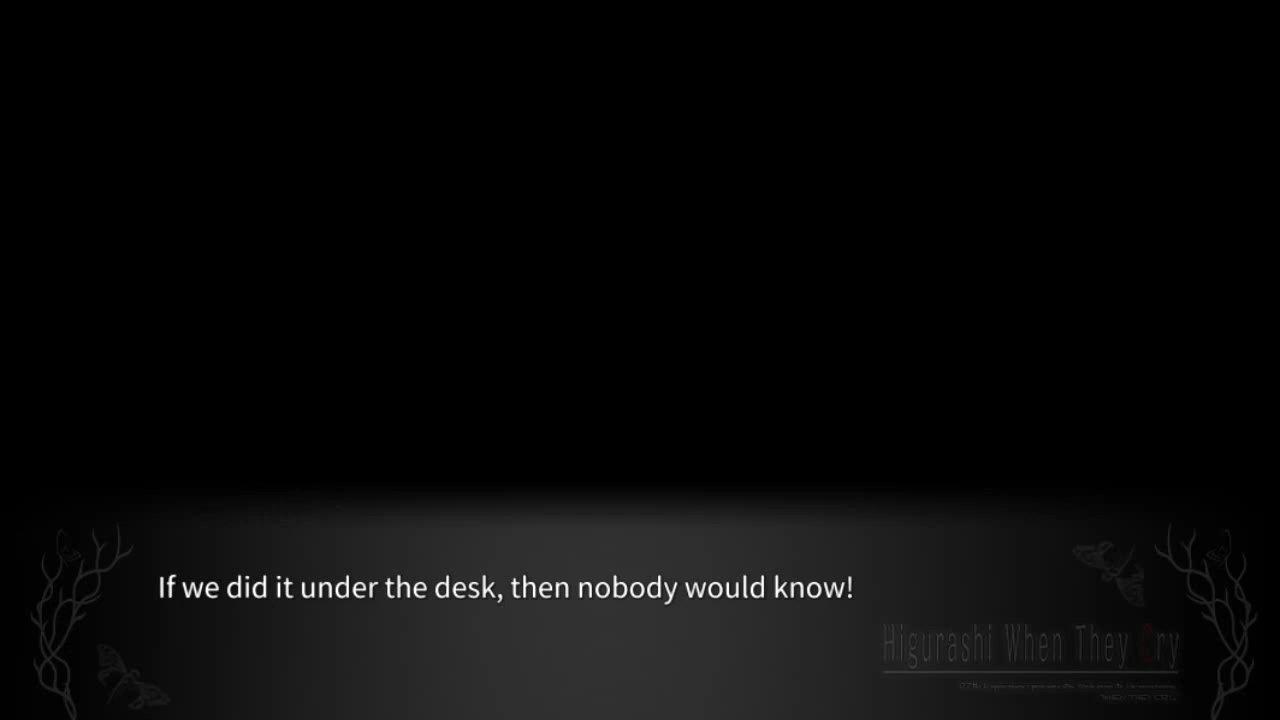 If we did it under the desk, then nobody would know!
Higurashi When They Cry